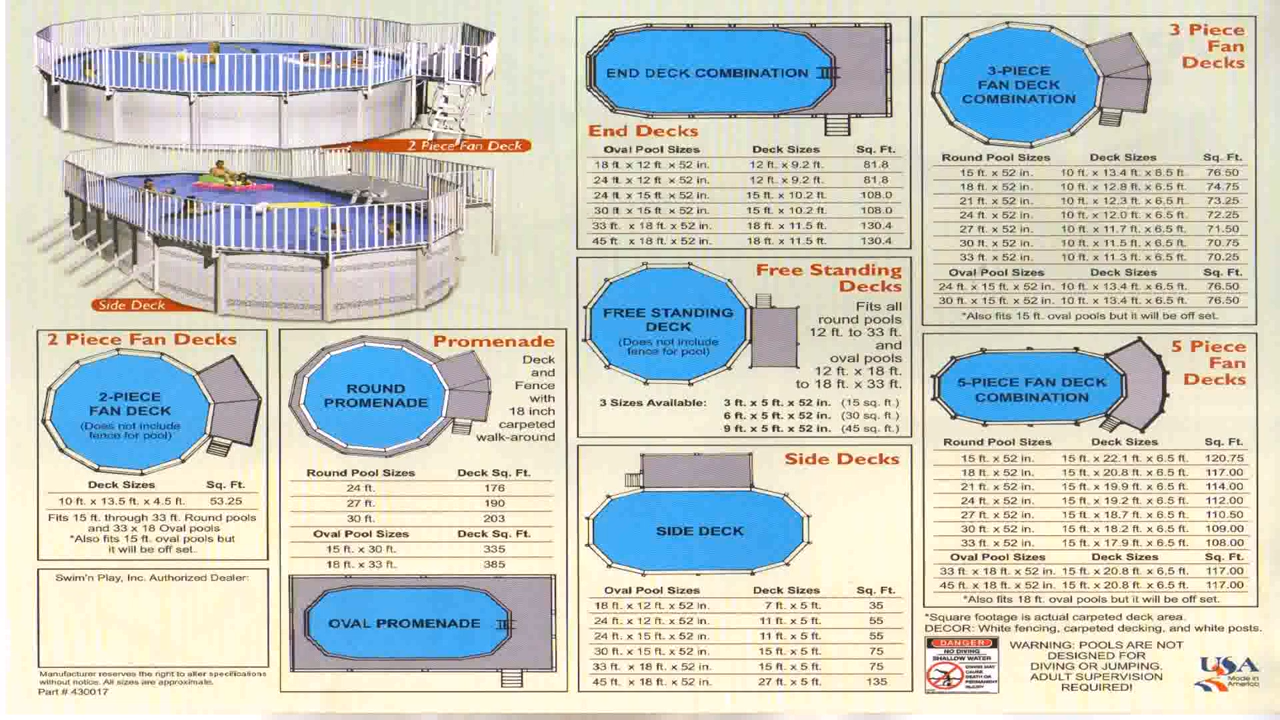 2 Piece Fan Deck
Side Deck
2 Piece Fan Decks
2-PIECE
FAN DECK
(Does not include
fence for pool)
Deck Sizes Sq. Ft.
10 ft. x 13.5 ft. x 4.5 ft. 53.25
Fits 15 ft. through 33 ft. Round pools
and 33 x 18 Oval pools
*Also fits 15 ft. oval pools but
it will be off set.
Swim'n Play, Inc. Authorized Dealer:
Manufacturer reserves the right to alter specifications
without notice. All sizes are approximate.
Part # 430017
Promenade
Deck
and
Fence
with
18 inch
carpeted
walk-around
ROUND
PROMENADE
Round Pool Sizes Deck Sq. Ft.
24 ft. 176
27 ft. 190
30 ft. 203
Oval Pool Sizes Deck Sq. Ft.
15 ft. x 30 ft. 335
18 ft. x 33 ft. 385
OVAL PROMENADE
END DECK COMBINATION
End Decks
Oval Pool Sizes Deck Sizes Sq. Ft.
18 ft. x 12 ft. x 52 in. 12 ft. x 9.2 ft. 81.8
24 ft. x 12 ft. x 52 in. 12 ft. x 9.2 ft. 81.8
24 ft. x 15 ft. x 52 in. 15 ft. x 10.2 ft. 108.0
30 ft. x 15 ft. x 52 in. 15 ft. x 10.2 ft. 108.0
33 ft. x 18 ft. x 52 in. 18 ft. x 11.5 ft. 130.4
45 ft. x 18 ft. x 52 in. 18 ft. x 11.5 ft. 130.4
Free Standing
Decks
FREE STANDING
DECK
(Does not include
fence for pool)
Fits all
round pools
12 ft. to 33 ft.
and
oval pools
12 ft. x 18 ft.
to 18 ft. x 33 ft.
3 Sizes Available: 3 ft. x 5 ft. x 52 in. (15 sq. ft.)
6 ft. x 5 ft. x 52 in. (30 sq. ft.)
9 ft. x 5 ft. x 52 in. (45 sq. ft.)
Side Decks
SIDE DECK
Oval Pool Sizes Deck Sizes Sq. Ft.
18 ft. x 12 ft. x 52 in. 7 ft. x 5 ft. 35
24 ft. x 12 ft. x 52 in. 11 ft. x 5 ft. 55
24 ft. x 15 ft. x 52 in. 11 ft. x 5 ft. 55
30 ft. x 15 ft. x 52 in. 15 ft. x 5 ft. 75
33 ft. x 18 ft. x 52 in. 15 ft. x 5 ft. 75
45 ft. x 18 ft. x 52 in. 27 ft. x 5 ft. 135
3 Piece
Fan
Decks
3-PIECE
FAN DECK
COMBINATION
Round Pool Sizes Deck Sizes Sq. Ft.
15 ft. x 52 in. 10 ft. x 13.4 ft. x 6.5 ft. 76.50
18 ft. x 52 in. 10 ft. x 12.8 ft. x 6.5 ft. 74.75
21 ft. x 52 in. 10 ft. x 12.3 ft. x 6.5 ft. 73.25
24 ft. x 52 in. 10 ft. x 12.0 ft. x 6.5 ft. 72.25
27 ft. x 52 in. 10 ft. x 11.7 ft. x 6.5 ft. 71.50
30 ft. x 52 in. 10 ft. x 11.5 ft. x 6.5 ft. 70.75
33 ft. x 52 in. 10 ft. x 11.3 ft. x 6.5 ft. 70.25
Oval Pool Sizes Deck Sizes Sq. Ft.
24 ft. x 15 ft. x 52 in. 10 ft. x 13.4 ft. x 6.5 ft. 76.50
30 ft. x 15 ft. x 52 in. 10 ft. x 13.4 ft. x 6.5 ft. 76.50
*Also fits 15 ft. oval pools but it will be off set.
5 Piece
Fan
Decks
5-PIECE FAN DECK
COMBINATION
Round Pool Sizes Deck Sizes Sq. Ft.
15 ft. x 52 in. 15 ft. x 22.1 ft. x 6.5 ft. 120.75
18 ft. x 52 in. 15 ft. x 20.8 ft. x 6.5 ft. 117.00
21 ft. x 52 in. 15 ft. x 19.9 ft. x 6.5 ft. 114.00
24 ft. x 52 in. 15 ft. x 19.2 ft. x 6.5 ft. 112.00
27 ft. x 52 in. 15 ft. x 18.7 ft. x 6.5 ft. 110.50
30 ft. x 52 in. 15 ft. x 18.2 ft. x 6.5 ft. 109.00
33 ft. x 52 in. 15 ft. x 17.9 ft. x 6.5 ft. 108.00
Oval Pool Sizes Deck Sizes Sq. Ft.
33 ft. x 18 ft. x 52 in. 15 ft. x 20.8 ft. x 6.5 ft. 117.00
45 ft. x 18 ft. x 52 in. 15 ft. x 20.8 ft. x 6.5 ft. 117.00
*Also fits 18 ft. oval pools but it will be off set.
*Square footage is actual carpeted deck area.
DECOR: White fencing, carpeted decking, and white posts.
DANGER
NO DIVING
SHALLOW WATER
DIVING MAY
CAUSE
DEATH OR
PERMANENT
INJURY
WARNING: POOLS ARE NOT
DESIGNED FOR
DIVING OR JUMPING.
ADULT SUPERVISION
REQUIRED!
USA
Made in
America